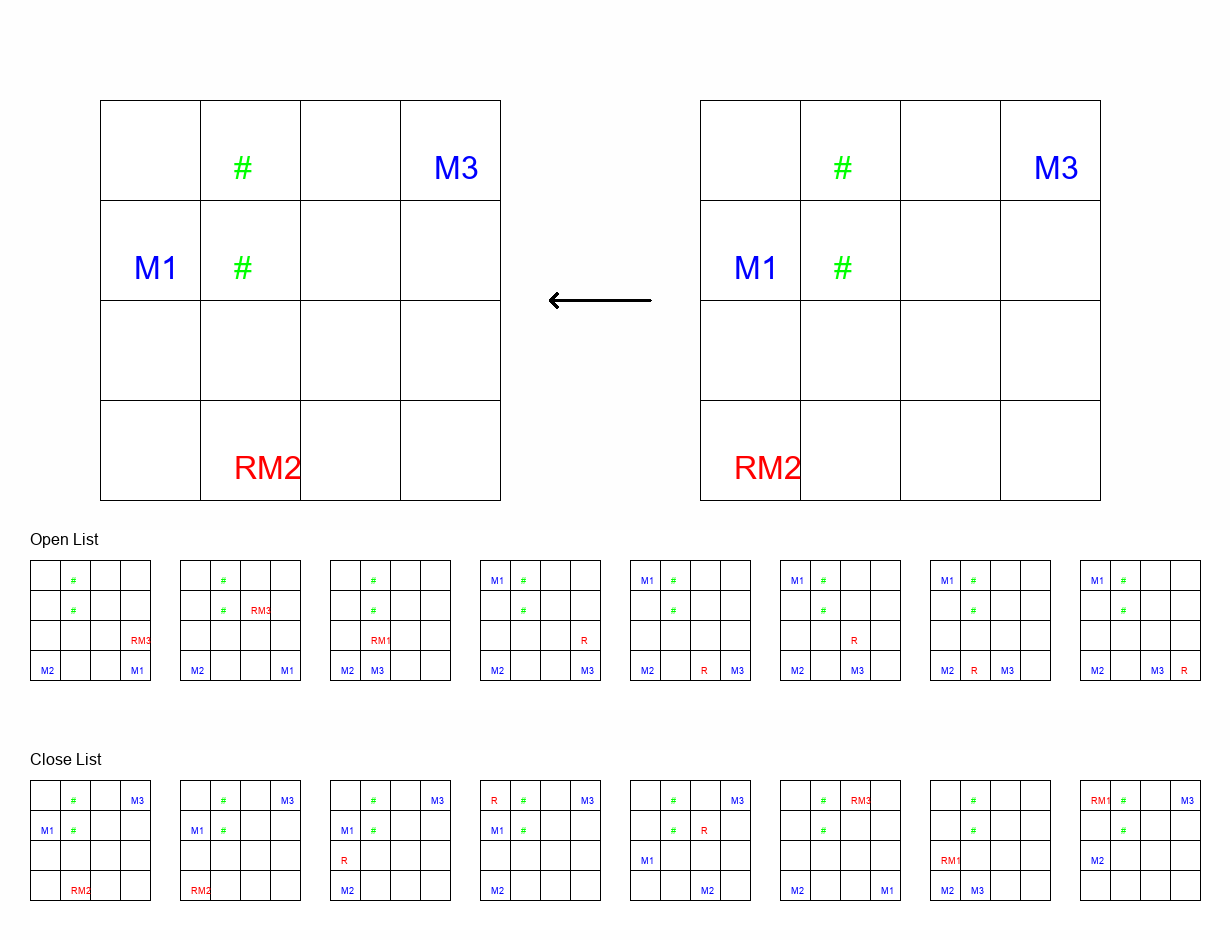 # M3 # M3
M1 # M1 #
RM2 RM2
Open List
# # # M1 # M1 # M1 # M1 # M1 #
# # RM3 # # # # # #
RM3 RM1 R R
M2 M1 M2 M1 M2 M3 M2 M3 M2 R M3 M2 M3 M2 R M3 M2 M3 R
Close List
# M3 # M3 # M3 R # M3 # M3 # RM3 # RM1 # M3
M1 # M1 # M1 # M1 # # R # # #
R M1 RM1 M2
RM2 RM2 M2 M2 M2 M2 M1 M2 M3